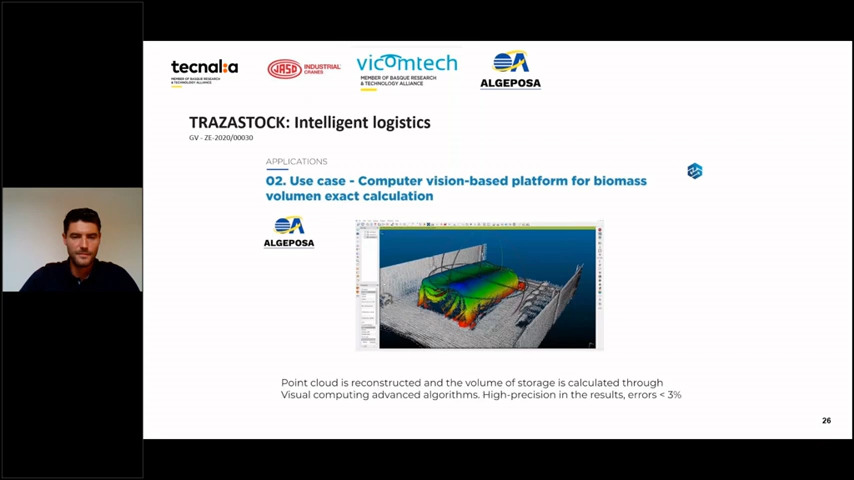 tecnal:a
MEMBER OF BASQUE RESEARCH
& TECHNOLOGY ALLIANCE
JASO INDUSTRIAL
CRANES
vicomtech
MEMBER OF BASQUE RESEARCH
& TECHNOLOGY ALLIANCE
ALGEPOSA
TRAZASTOCK: Intelligent logistics
GV - ZE-2020/00030
APPLICATIONS
02. Use case - Computer vision-based platform for biomass
volumen exact calculation
ALGEPOSA
Point cloud is reconstructed and the volume of storage is calculated through
Visual computing advanced algorithms. High-precision in the results, errors < 3%
26